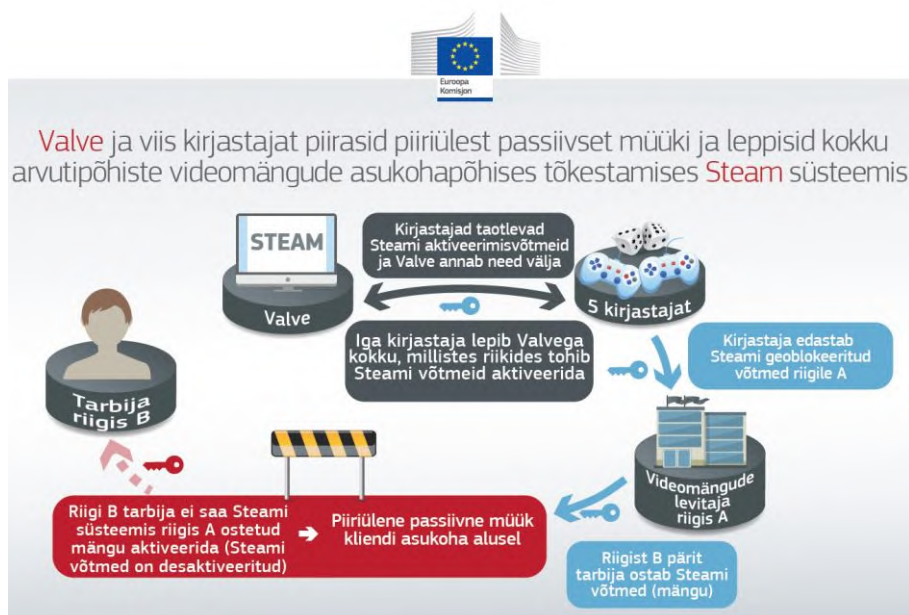 Euroopa
Komisjon
Valve ja viis kirjastajat piirasid piiriülest passiivset müüki ja leppisid kokku
arvutipõhiste videomängude asukohapõhises tõkestamises Steam süsteemis
STEAM
Valve
Kirjastajad taotlevad
Steami aktiveerimisvõtmeid
ja Valve annab need välja
5 kirjastajat
Iga kirjastaja lepib Valvega
kokku, millistes riikides tohib
Steami võtmeid aktiveerida
Kirjastaja edastab
Steami geoblokeeritud
võtmed riigile A
Tarbija
riigis B
Videomängude
levitaja
riigis A
Riigi B tarbija ei saa Steami
süsteemis riigis A ostetud
mängu aktiveerida (Steami
võtmed on desaktiveeritud)
Piiriülene passiivne müük
kliendi asukoha alusel
Riigist B pärit
tarbija ostab Steami
võtmed (mängu)